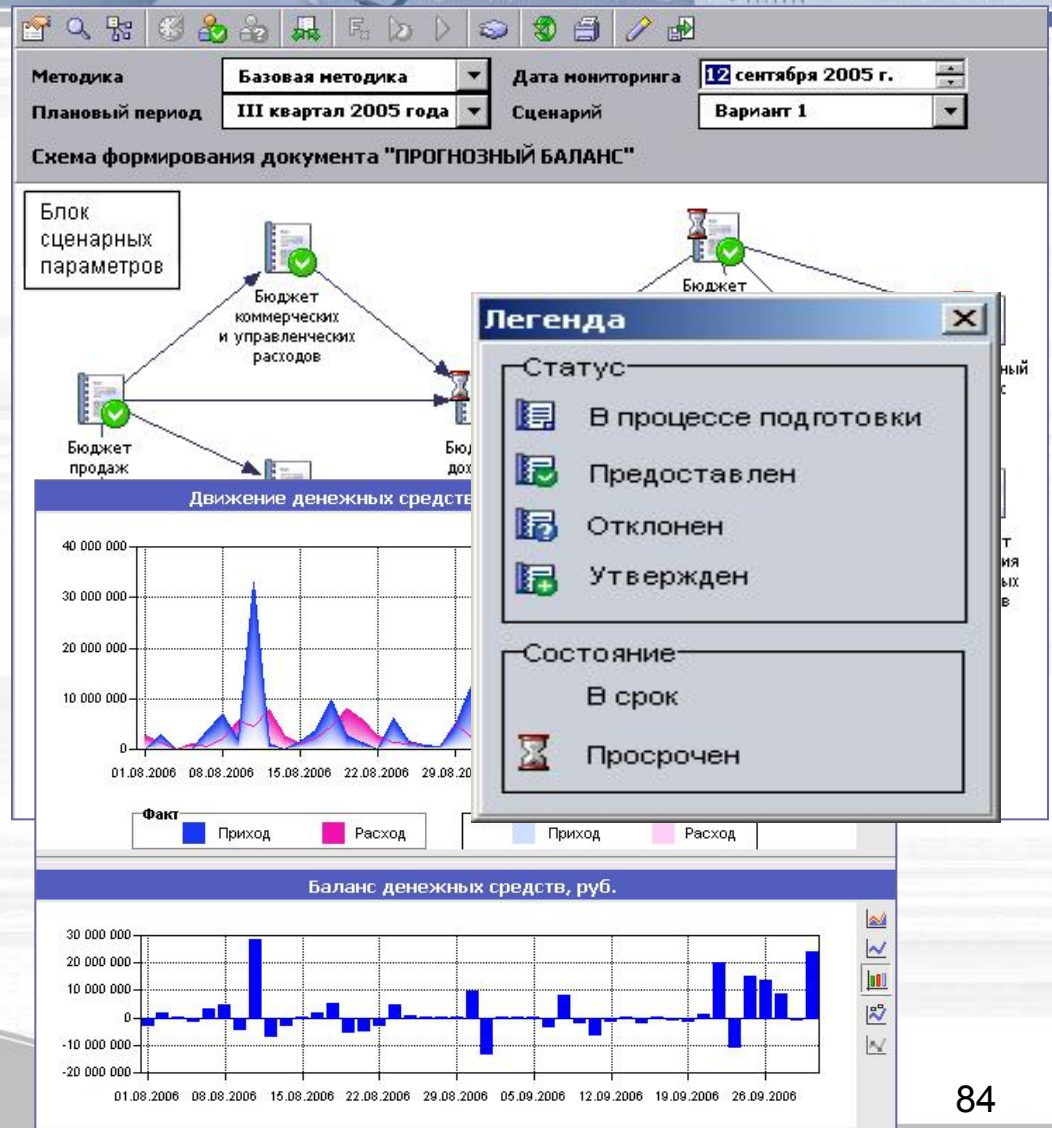 Методика
Базовая методика
Дата мониторинга
12 сентября 2005 г.
Плановый период
III квартал 2005 года
Сценарий
Вариант 1
Схема формирования документа "ПРОГНОЗНЫЙ БАЛАНС"
Блок
сценарных
параметров
Бюджет
коммерческих
и управленческих
расходов
Бюджет
Бюджет
продаж
Легенда
Статус
В процессе подготовки
Предоставлен
Отклонен
Утвержден
Состояние
В срок
Просрочен
Движение денежных средств
40 000 000
30 000 000
20 000 000
10 000 000
0
01.08.2006 08.08.2006 15.08.2006 22.08.2006 29.08.20
Факт
Приход Расход
Приход Расход
Баланс денежных средств, руб.
30 000 000
20 000 000
10 000 000
0
-10 000 000
-20 000 000
01.08.2006 08.08.2006 15.08.2006 22.08.2006 29.08.2006 05.09.2006 12.09.2006 19.09.2006 26.09.2006
84